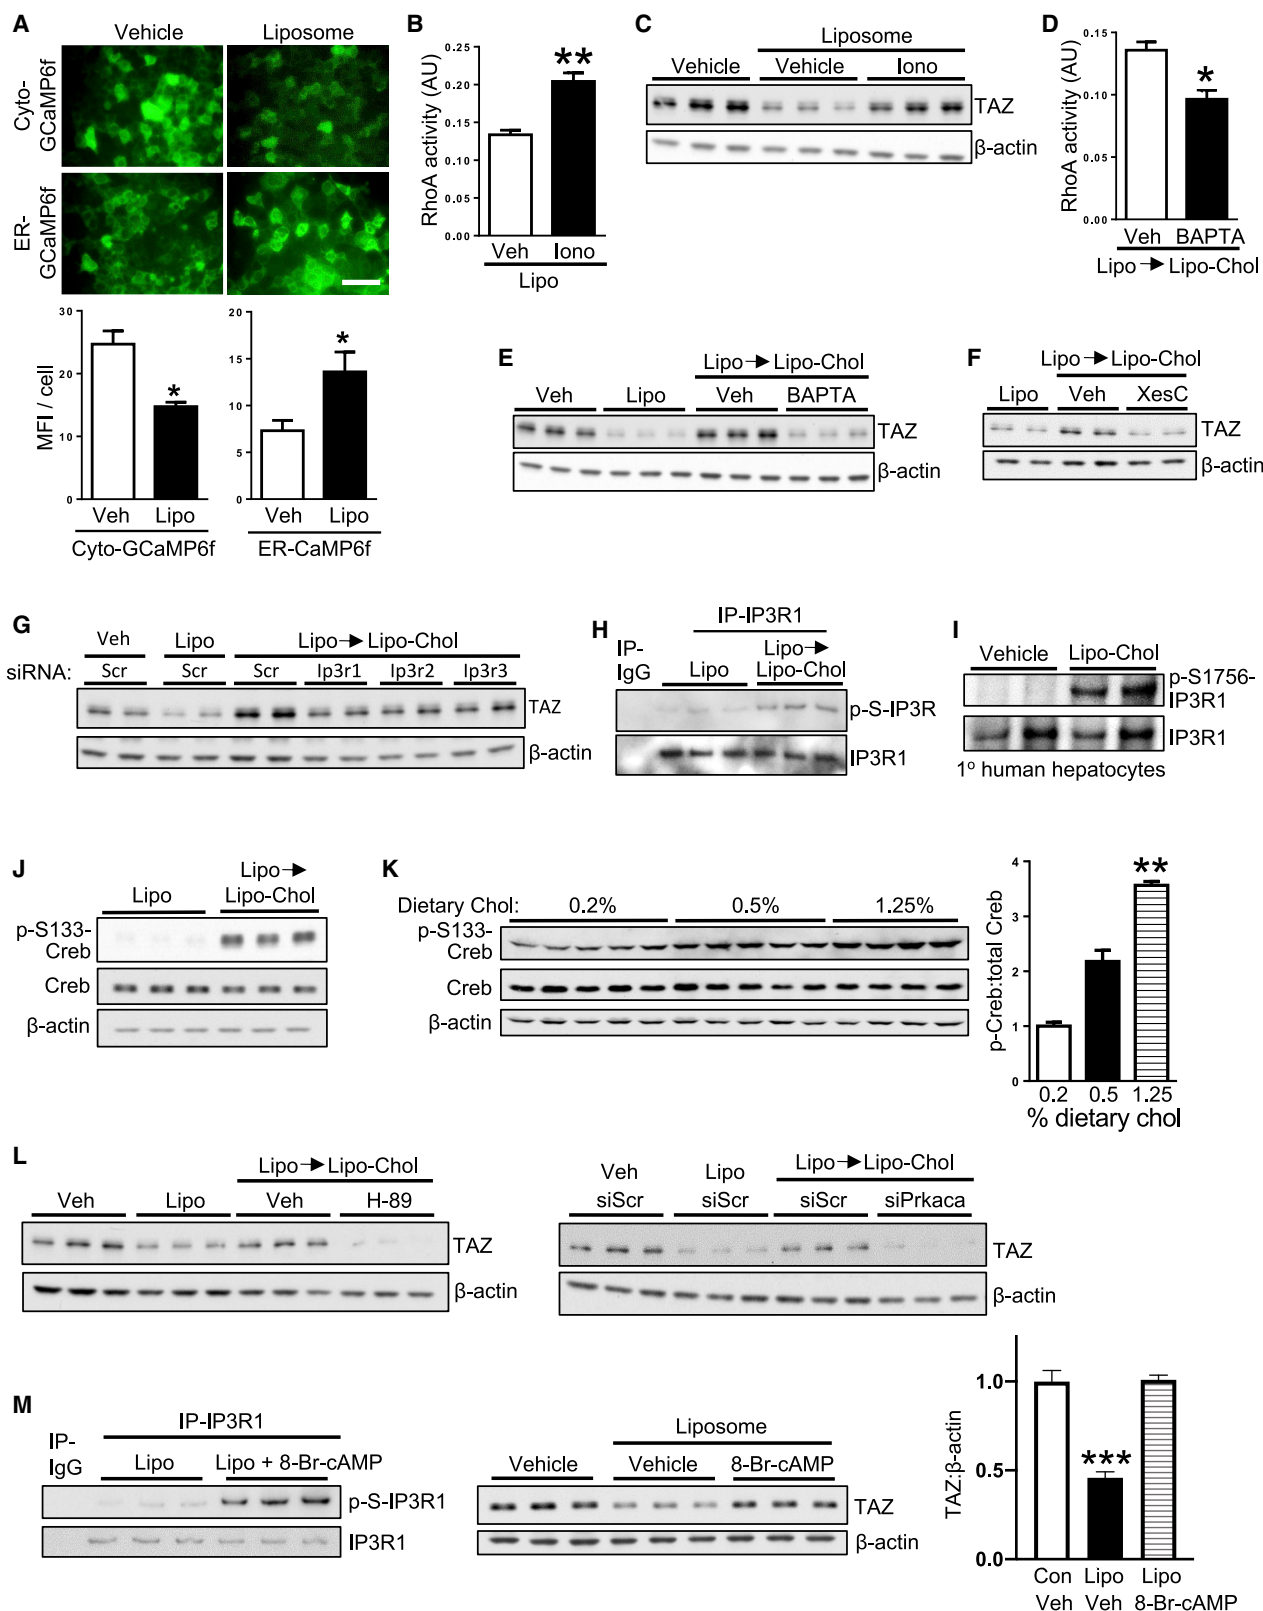 A
Vehicle
Liposome
Cyto-
GCaMP6f
ER-
GCaMP6f
MFI / cell
30
20
10
0
Veh
Lipo
Cyto-GCaMP6f
20
15
10
5
0
*
*
Veh
Lipo
ER-CaMP6f
B
RhoA activity (AU)
0.25
0.20
0.15
0.10
0.05
0.00
**
Veh
Iono
Lipo
C
Liposome
Vehicle
Vehicle
Iono
TAZ
β-actin
D
RhoA activity (AU)
0.15
0.10
0.05
0.00
*
Veh
BAPTA
Lipo → Lipo-Chol
E
Lipo → Lipo-Chol
Veh
Lipo
Veh
BAPTA
TAZ
β-actin
F
Lipo → Lipo-Chol
Lipo
Veh
XesC
TAZ
β-actin
G
Veh
Lipo
Lipo → Lipo-Chol
siRNA:
Scr
Scr
Scr
Ip3r1
Ip3r2
Ip3r3
TAZ
β-actin
H
IP-IP3R1
IP-
IgG
Lipo
Lipo →
Lipo-Chol
p-S-IP3R
IP3R1
I
Vehicle
Lipo-Chol
p-S1756-
IP3R1
IP3R1
1º human hepatocytes
J
Lipo
Lipo →
Lipo-Chol
p-S133-
Creb
Creb
β-actin
K
Dietary Chol:
0.2%
0.5%
1.25%
p-S133-
Creb
Creb
β-actin
p-Creb:total Creb
4
3
2
1
0
**
0.2
0.5
1.25
% dietary chol
L
Lipo → Lipo-Chol
Veh
Lipo
Veh
H-89
TAZ
β-actin
Veh
siScr
Lipo
siScr
Lipo → Lipo-Chol
siScr
siPrkaca
TAZ
β-actin
M
IP-IP3R1
IP-
IgG
Lipo
Lipo + 8-Br-cAMP
p-S-IP3R1
IP3R1
Liposome
Vehicle
Vehicle
8-Br-cAMP
TAZ
β-actin
TAZ:β-actin
1.0
0.5
0.0
***
Con
Veh
Lipo
Veh
Lipo
8-Br-cAMP